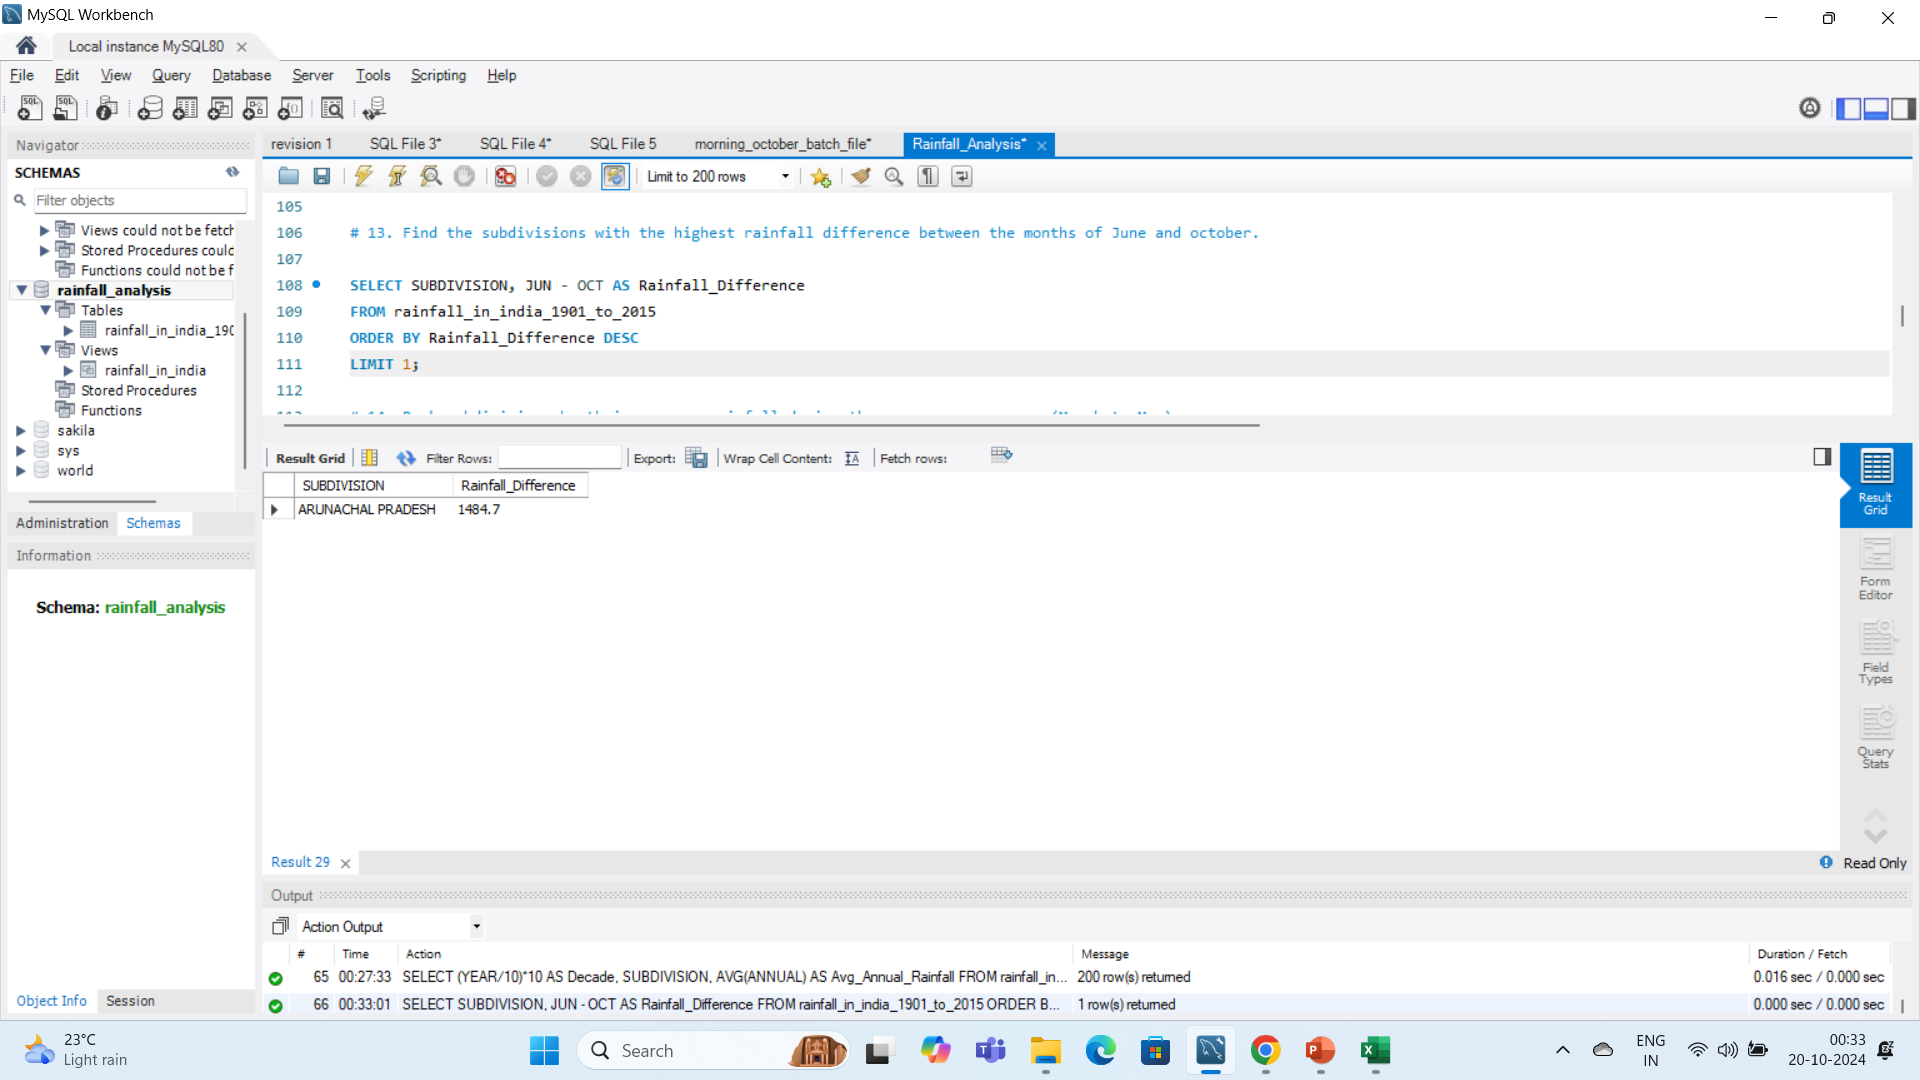 MySQL Workbench
Local instance MySQL80
File Edit View Query Database Server Tools Scripting Help
Navigator
SCHEMAS
Filter objects
Views could not be fetch
Stored Procedures could
Functions could not be f
rainfall_analysis
Tables
rainfall_in_india_190
Views
rainfall_in_india
Stored Procedures
Functions
sakila
sys
world
Administration Schemas
Information
Schema: rainfall_analysis
Object Info Session
revision 1 SQL File 3* SQL File 4* SQL File 5 morning_october_batch_file* Rainfall_Analysis*
Limit to 200 rows
105
106 # 13. Find the subdivisions with the highest rainfall difference between the months of June and october.
107
108 SELECT SUBDIVISION, JUN - OCT AS Rainfall_Difference
109 FROM rainfall_in_india_1901_to_2015
110 ORDER BY Rainfall_Difference DESC
111 LIMIT 1;
112
Result Grid Filter Rows: Export: Wrap Cell Content: Fetch rows:
SUBDIVISION Rainfall_Difference
ARUNACHAL PRADESH 1484.7
Result Grid
Form Editor
Field Types
Query Stats
Result 29
Read Only
Output
Action Output
# Time Action Message Duration / Fetch
65 00:27:33 SELECT (YEAR/10)*10 AS Decade, SUBDIVISION, AVG(ANNUAL) AS Avg_Annual_Rainfall FROM rainfall_in... 200 row(s) returned 0.016 sec / 0.000 sec
66 00:33:01 SELECT SUBDIVISION, JUN - OCT AS Rainfall_Difference FROM rainfall_in_india_1901_to_2015 ORDER B... 1 row(s) returned 0.000 sec / 0.000 sec
23°C
Light rain
Search
ENG
IN
00:33
20-10-2024